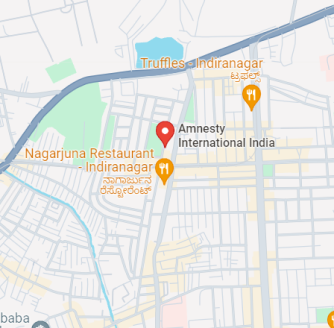 Truffles - Indiranagar
ಟ್ರಫಲ್ಸ್
Amnesty
International India
Nagarjuna Restaurant
- Indiranagar
ನಾಗಾರ್ಜುನ
ರೆಸ್ಟೋರೆಂಟ್
baba